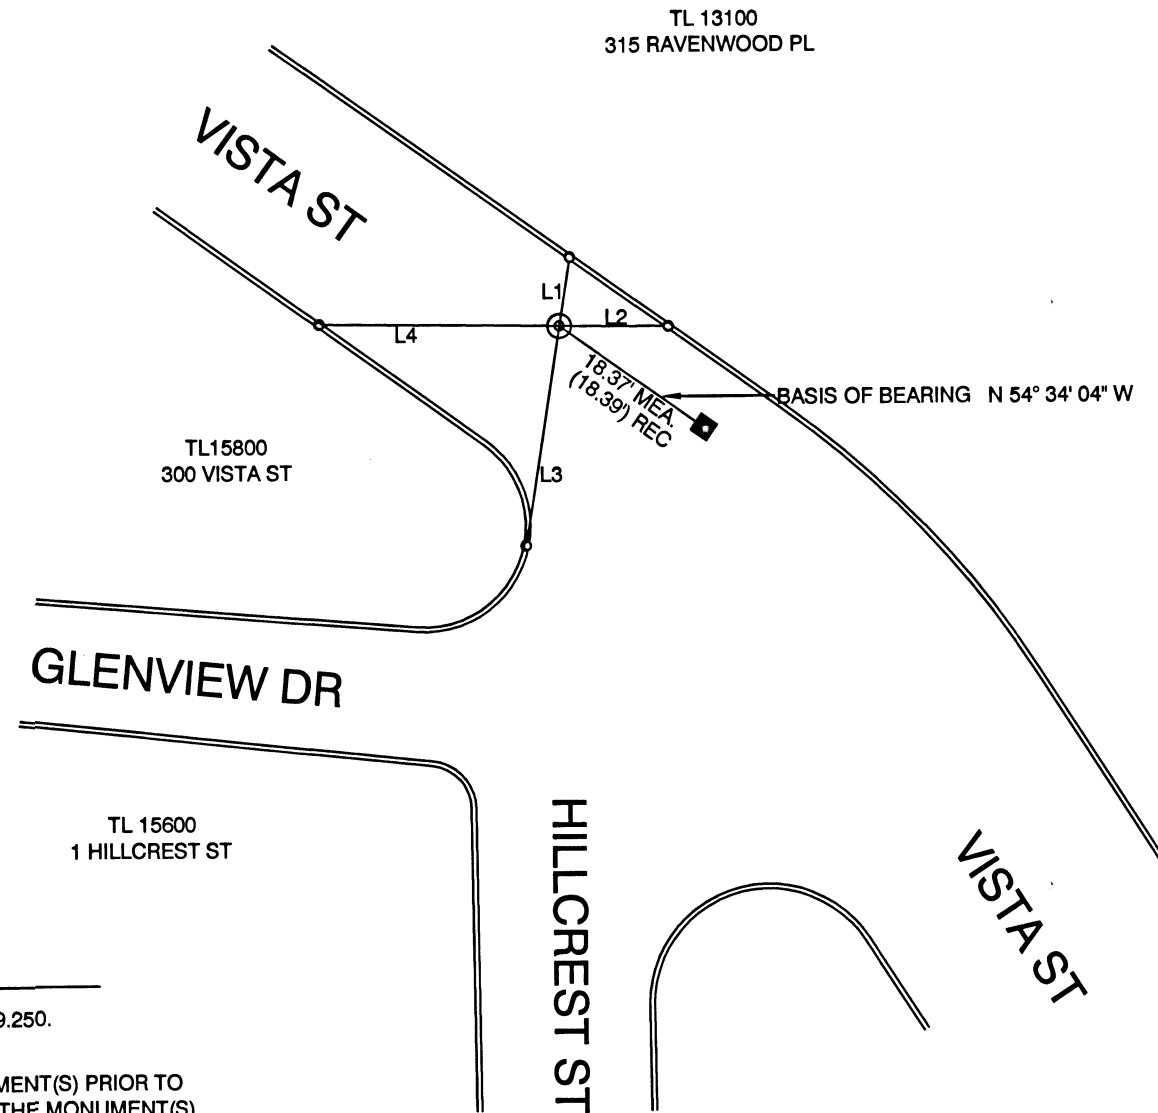 TL 13100
315 RAVENWOOD PL
VISTA ST
L1
L2
L4
18.37' MEA.
(18.39') REC
BASIS OF BEARING N 54° 34' 04" W
TL15800
300 VISTA ST
L3
GLENVIEW DR
TL 15600
1 HILLCREST ST
HILLCREST ST
VISTA ST
9.250.
MENT(S) PRIOR TO
THE MONUMENT(S)